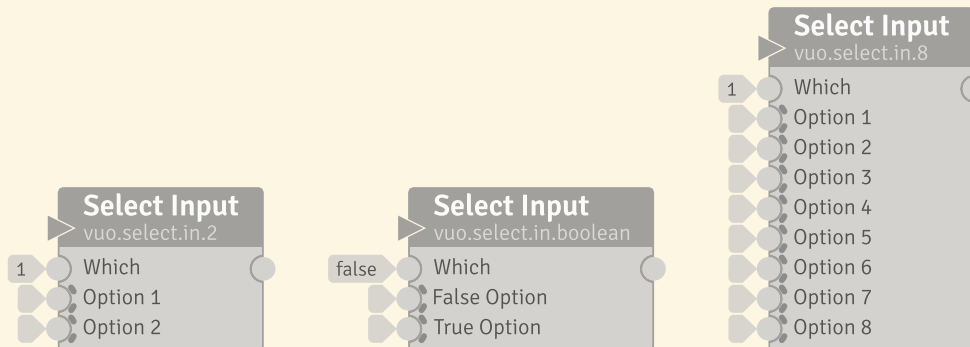 Select Input
vuo.select.in.2
1
Which
Option 1
Option 2
Select Input
vuo.select.in.boolean
false
Which
False Option
True Option
Select Input
vuo.select.in.8
1
Which
Option 1
Option 2
Option 3
Option 4
Option 5
Option 6
Option 7
Option 8